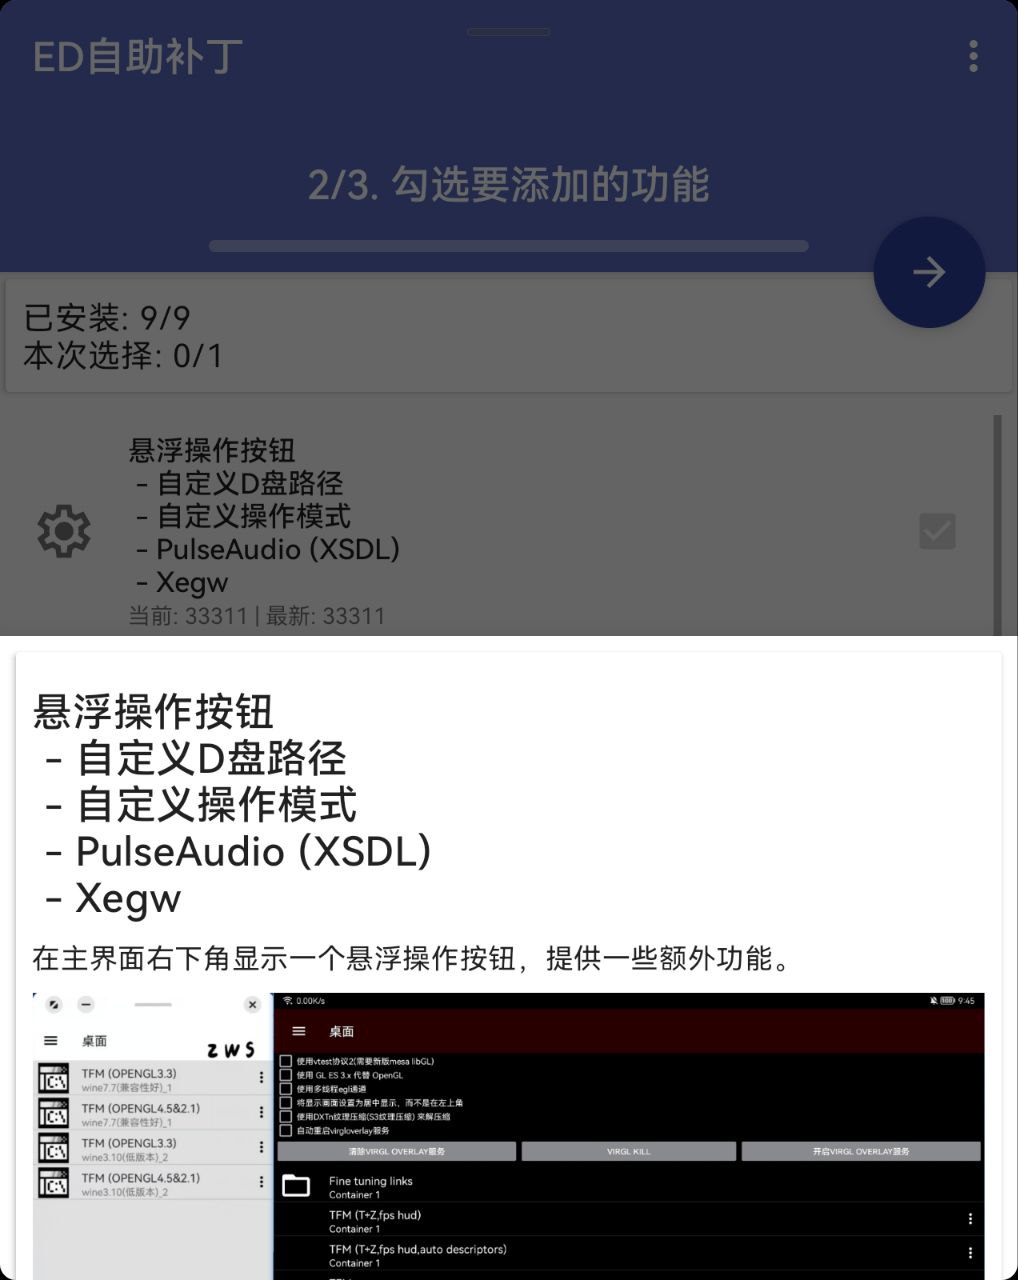 ED自助补丁
2/3. 勾选要添加的功能
已安装: 9/9
本次选择: 0/1
悬浮操作按钮
- 自定义D盘路径
- 自定义操作模式
- PulseAudio (XSDL)
- Xegw
当前: 33311 | 最新: 33311
悬浮操作按钮
- 自定义D盘路径
- 自定义操作模式
- PulseAudio (XSDL)
- Xegw
在主界面右下角显示一个悬浮操作按钮，提供一些额外功能。
桌面
zws
C:\
TFM (OPENGL3.3)
wine7.7(兼容性好)_1
C:\
TFM (OPENGL4.5&2.1)
wine7.7(兼容性好)_1
C:\
TFM (OPENGL3.3)
wine3.10(低版本)_2
C:\
TFM (OPENGL4.5&2.1)
wine3.10(低版本)_2
0.00K/s
100
9:45
桌面
使用vtest协议2(需要新版mesa libGL)
使用 GL ES 3.x 代替 OpenGL
使用多线程egl通道
将显示画面设置为居中显示，而不是在左上角
使用DXTn纹理压缩(S3纹理压缩) 来解压缩
自动重启virgloverlay服务
清除VIRGL OVERLAY服务
VIRGL KILL
开启VIRGL OVERLAY服务
Fine tuning links
Container 1
TFM (T+Z,fps hud)
Container 1
TFM (T+Z,fps hud,auto descriptors)
Container 1